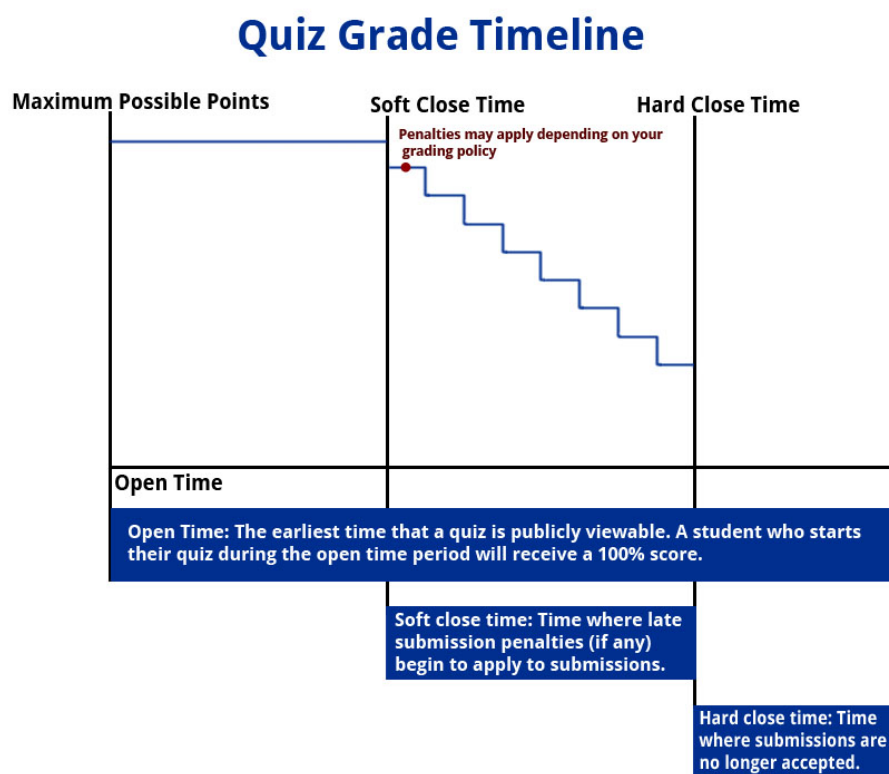 Quiz Grade Timeline
Maximum Possible Points
Soft Close Time
Hard Close Time
Penalties may apply depending on your
grading policy
Open Time
Open Time: The earliest time that a quiz is publicly viewable. A student who starts
their quiz during the open time period will receive a 100% score.
Soft close time: Time where late
submission penalties (if any)
begin to apply to submissions.
Hard close time: Time
where submissions are
no longer accepted.